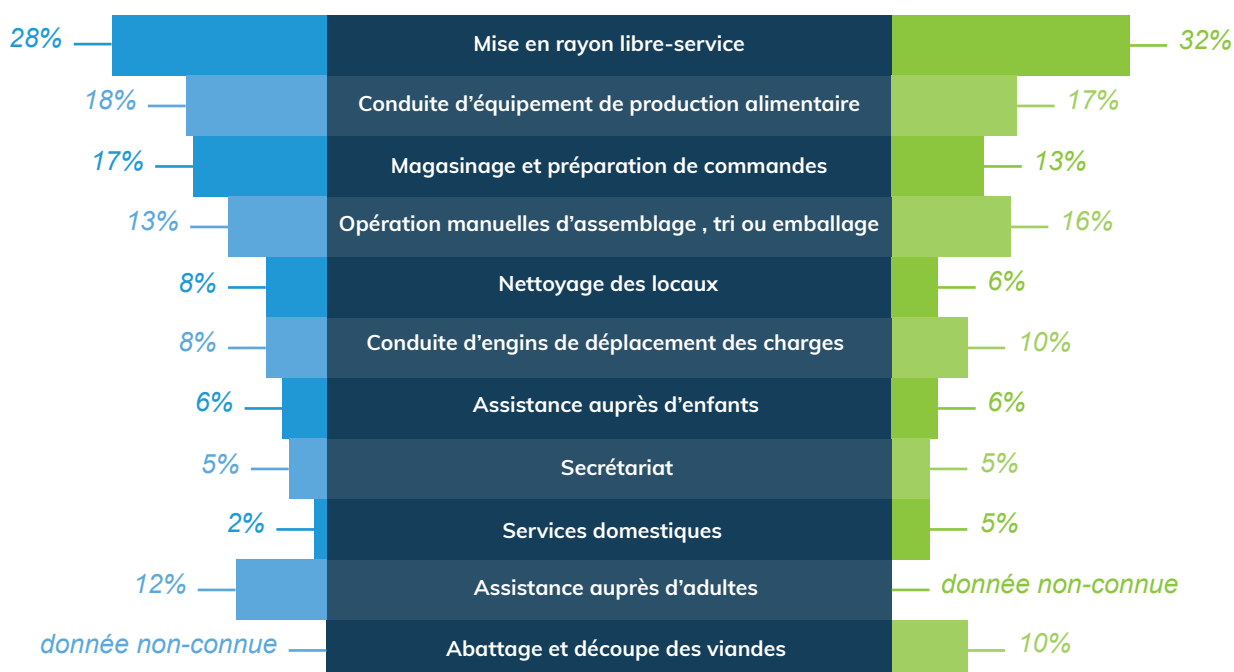 28% Mise en rayon libre-service 32%
18% Conduite d’équipement de production alimentaire 17%
17% Magasinage et préparation de commandes 13%
13% Opération manuelles d’assemblage , tri ou emballage 16%
8% Nettoyage des locaux 6%
8% Conduite d’engins de déplacement des charges 10%
6% Assistance auprès d’enfants 6%
5% Secrétariat 5%
2% Services domestiques 5%
12% Assistance auprès d’adultes donnée non-connue
donnée non-connue Abattage et découpe des viandes 10%